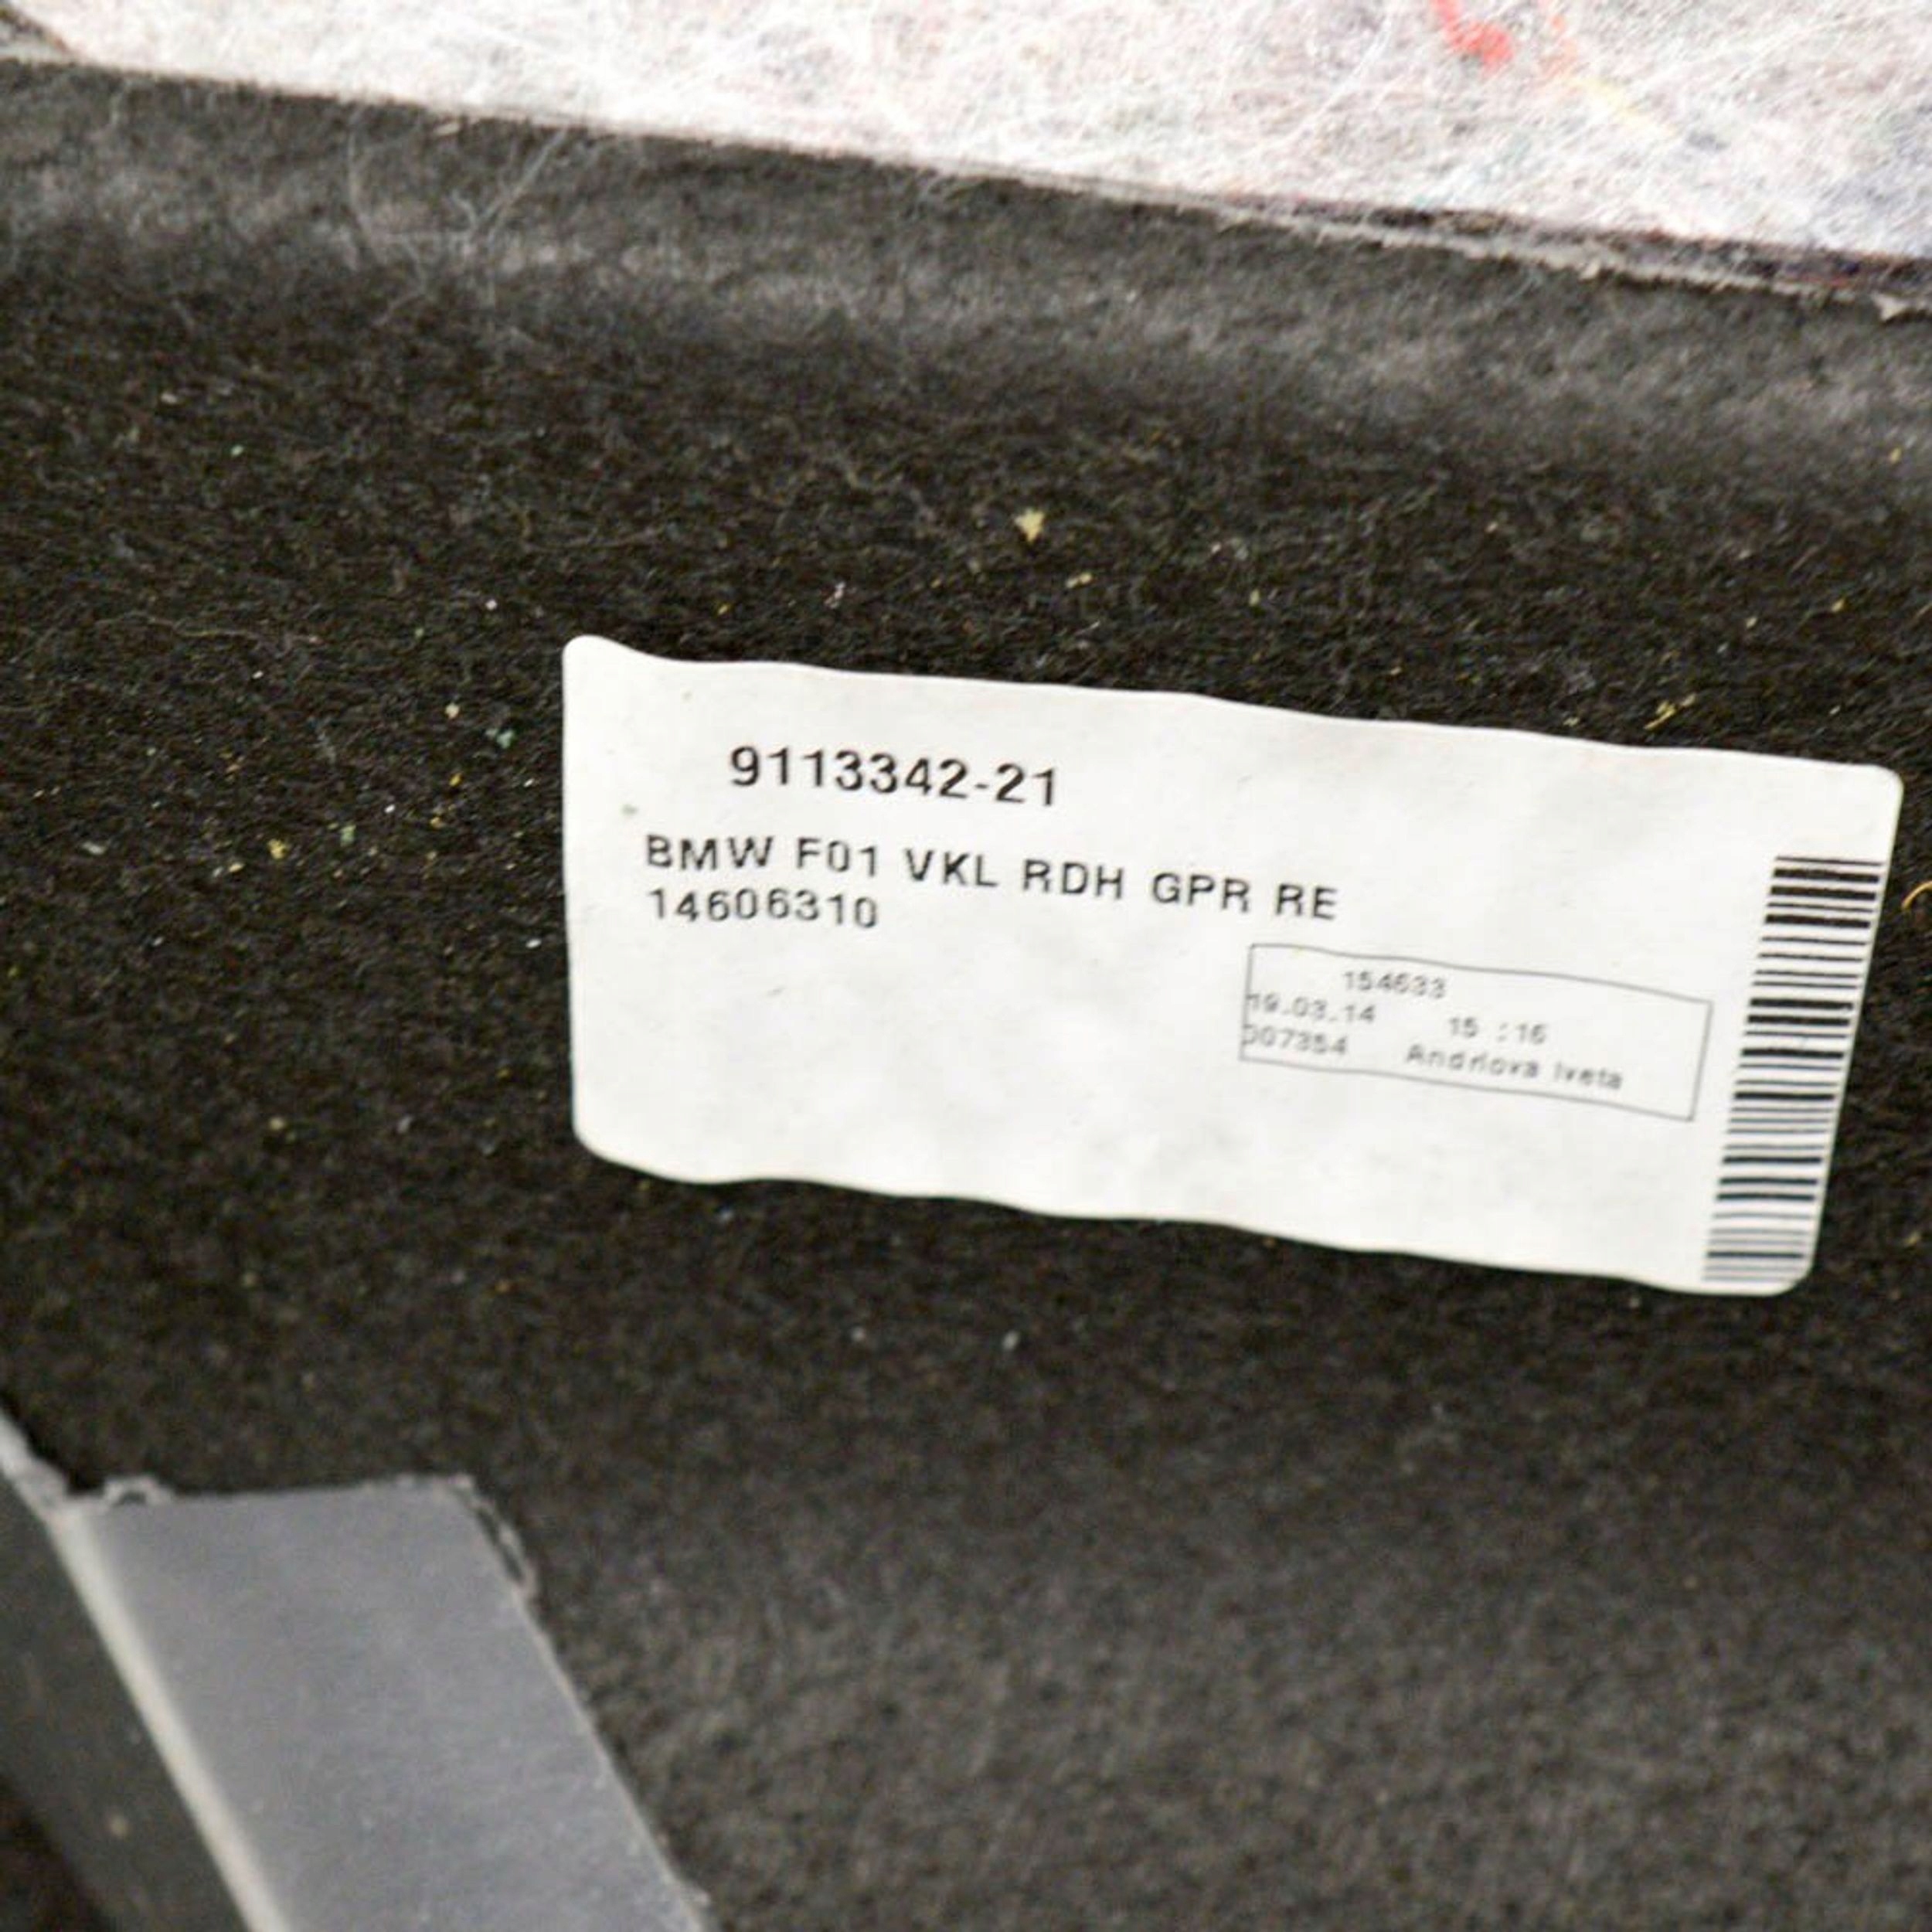 9113342-21
BMW F01 VKL RDH GPR RE
14606310
154633
19.03.14 15 :16
007354 Andrlova Iveta